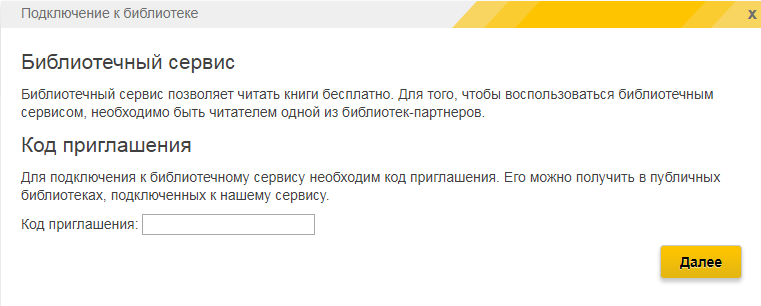 Подключение к библиотеке
x
Библиотечный сервис
Библиотечный сервис позволяет читать книги бесплатно. Для того, чтобы воспользоваться библиотечным
сервисом, необходимо быть читателем одной из библиотек-партнеров.
Код приглашения
Для подключения к библиотечному сервису необходим код приглашения. Его можно получить в публичных
библиотеках, подключенных к нашему сервису.
Код приглашения:
Далее